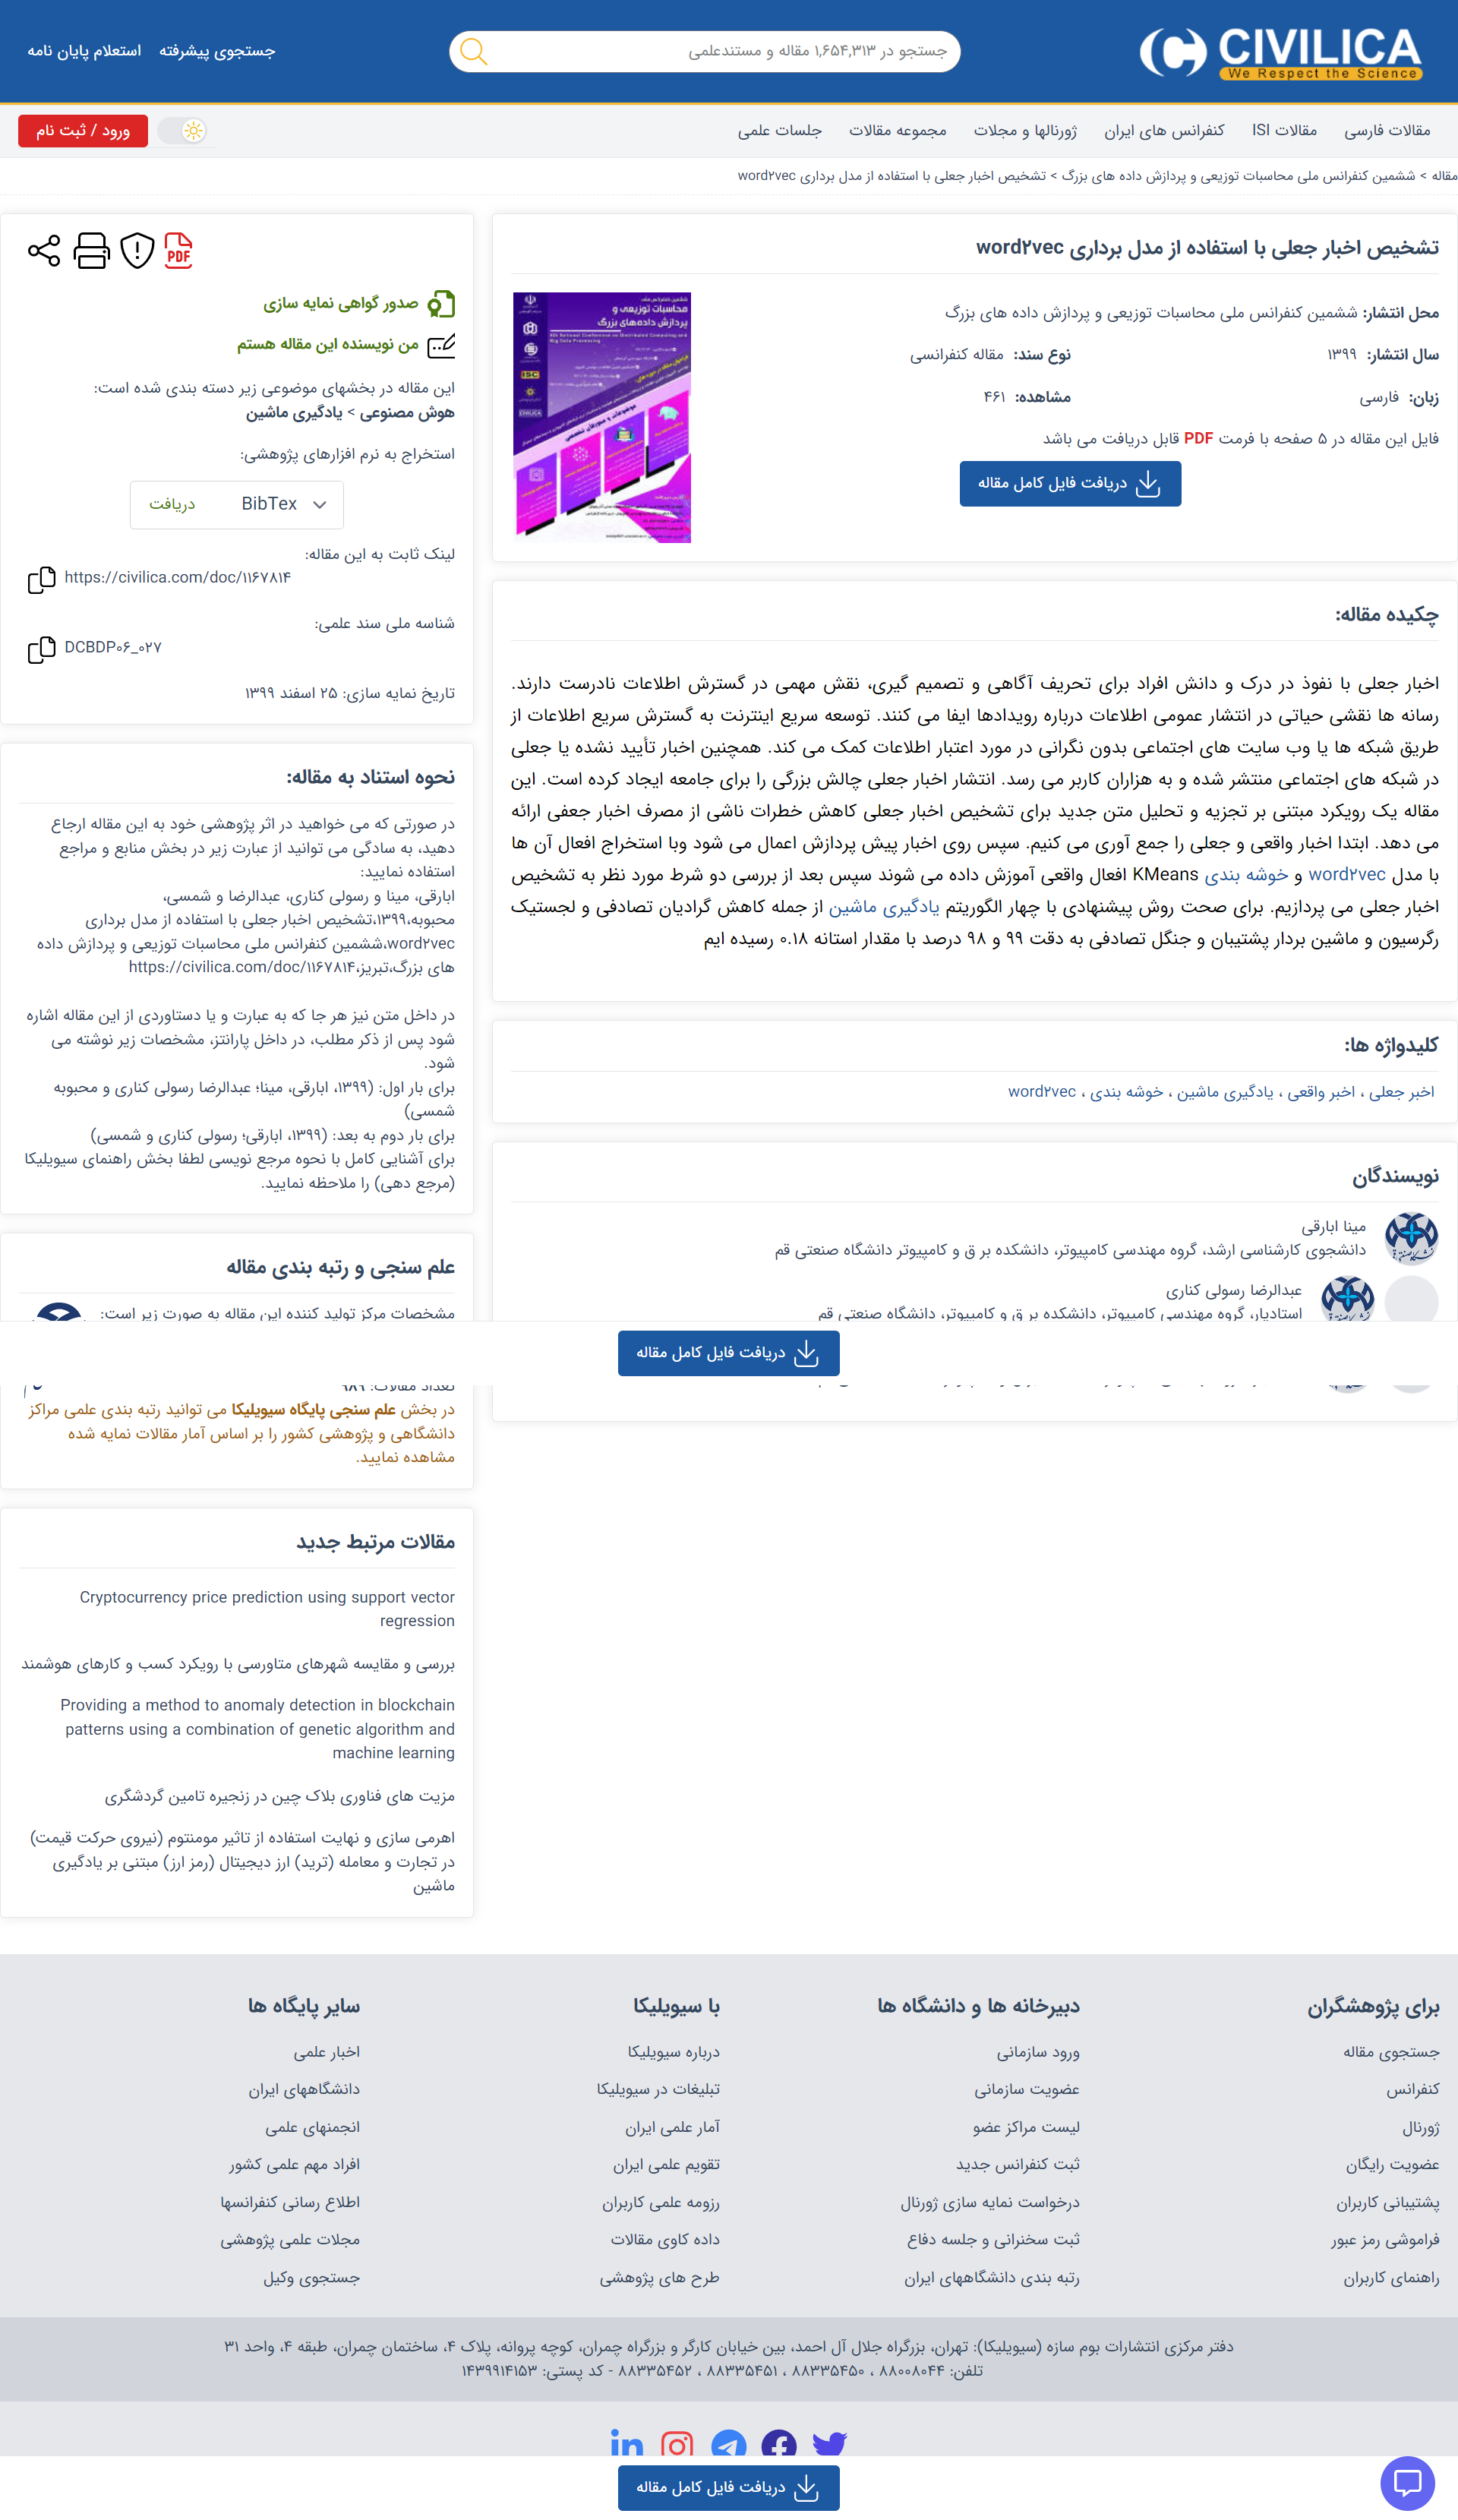 CIVILICA
We Respect the Science
جستجو در ۱,۶۵۴,۳۱۳ مقاله و مستندعلمی
جستجوی پیشرفته
استعلام پایان نامه
مقالات فارسی
مقالات ISI
کنفرانس های ایران
ژورنالها و مجلات
مجموعه مقالات
جلسات علمی
ورود / ثبت نام
مقاله > ششمین کنفرانس ملی محاسبات توزیعی و پردازش داده های بزرگ > تشخیص اخبار جعلی با استفاده از مدل برداری word۲vec
تشخیص اخبار جعلی با استفاده از مدل برداری word۲vec
محل انتشار: ششمین کنفرانس ملی محاسبات توزیعی و پردازش داده های بزرگ
سال انتشار: ۱۳۹۹
نوع سند: مقاله کنفرانسی
زبان: فارسی
مشاهده: ۴۶۱
فایل این مقاله در ۵ صفحه با فرمت PDF قابل دریافت می باشد
دریافت فایل کامل مقاله
ششمین کنفرانس ملی
محاسبات توزیعی و
پردازش داده‌های بزرگ
ISC
CIVILICA
چکیده مقاله:
اخبار جعلی با نفوذ در درک و دانش افراد برای تحریف آگاهی و تصمیم گیری، نقش مهمی در گسترش اطلاعات نادرست دارند.
رسانه ها نقشی حیاتی در انتشار عمومی اطلاعات درباره رویدادها ایفا می کنند. توسعه سریع اینترنت به گسترش سریع اطلاعات از
طریق شبکه ها یا وب سایت های اجتماعی بدون نگرانی در مورد اعتبار اطلاعات کمک می کند. همچنین اخبار تأیید نشده یا جعلی
در شبکه های اجتماعی منتشر شده و به هزاران کاربر می رسد. انتشار اخبار جعلی چالش بزرگی را برای جامعه ایجاد کرده است. این
مقاله یک رویکرد مبتنی بر تجزیه و تحلیل متن جدید برای تشخیص اخبار جعلی کاهش خطرات ناشی از مصرف اخبار جعفی ارائه
می دهد. ابتدا اخبار واقعی و جعلی را جمع آوری می کنیم. سپس روی اخبار پیش پردازش اعمال می شود وبا استخراج افعال آن ها
با مدل word۲vec و خوشه بندی KMeans افعال واقعی آموزش داده می شوند سپس بعد از بررسی دو شرط مورد نظر به تشخیص
اخبار جعلی می پردازیم. برای صحت روش پیشنهادی با چهار الگوریتم یادگیری ماشین از جمله کاهش گرادیان تصادفی و لجستیک
رگرسیون و ماشین بردار پشتیبان و جنگل تصادفی به دقت ۹۹ و ۹۸ درصد با مقدار استانه ۰.۱۸ رسیده ایم
کلیدواژه ها:
اخبر جعلی ، اخبر واقعی ، یادگیری ماشین ، خوشه بندی ، word۲vec
نویسندگان
مینا ابارقی
دانشجوی کارشناسی ارشد، گروه مهندسی کامپیوتر، دانشکده بر ق و کامپیوتر دانشگاه صنعتی قم
عبدالرضا رسولی کناری
استادیار، گروه مهندسی کامپیوتر، دانشکده بر ق و کامپیوتر، دانشگاه صنعتی قم
PDF
صدور گواهی نمایه سازی
من نویسنده این مقاله هستم
این مقاله در بخشهای موضوعی زیر دسته بندی شده است:
هوش مصنوعی > یادگیری ماشین
استخراج به نرم افزارهای پژوهشی:
BibTex
دریافت
لینک ثابت به این مقاله:
https://civilica.com/doc/۱۱۶۷۸۱۴
شناسه ملی سند علمی:
DCBDP۰۶_۰۲۷
تاریخ نمایه سازی: ۲۵ اسفند ۱۳۹۹
نحوه استناد به مقاله:
در صورتی که می خواهید در اثر پژوهشی خود به این مقاله ارجاع
دهید، به سادگی می توانید از عبارت زیر در بخش منابع و مراجع
استفاده نمایید:
ابارقی، مینا و رسولی کناری، عبدالرضا و شمسی،
محبوبه،۱۳۹۹،تشخیص اخبار جعلی با استفاده از مدل برداری
word۲vec،ششمین کنفرانس ملی محاسبات توزیعی و پردازش داده
های بزرگ،تبریز،https://civilica.com/doc/۱۱۶۷۸۱۴
در داخل متن نیز هر جا که به عبارت و یا دستاوردی از این مقاله اشاره
شود پس از ذکر مطلب، در داخل پارانتز، مشخصات زیر نوشته می
شود.
برای بار اول: (۱۳۹۹، ابارقی، مینا؛ عبدالرضا رسولی کناری و محبوبه
شمسی)
برای بار دوم به بعد: (۱۳۹۹، ابارقی؛ رسولی کناری و شمسی)
برای آشنایی کامل با نحوه مرجع نویسی لطفا بخش راهنمای سیویلیکا
(مرجع دهی) را ملاحظه نمایید.
علم سنجی و رتبه بندی مقاله
مشخصات مرکز تولید کننده این مقاله به صورت زیر است:
دریافت فایل کامل مقاله
تعداد مقالات: ۹۸۹
در بخش علم سنجی پایگاه سیویلیکا می توانید رتبه بندی علمی مراکز
دانشگاهی و پژوهشی کشور را بر اساس آمار مقالات نمایه شده
مشاهده نمایید.
مقالات مرتبط جدید
Cryptocurrency price prediction using support vector
regression
بررسی و مقایسه شهرهای متاورسی با رویکرد کسب و کارهای هوشمند
Providing a method to anomaly detection in blockchain
patterns using a combination of genetic algorithm and
machine learning
مزیت های فناوری بلاک چین در زنجیره تامین گردشگری
اهرمی سازی و نهایت استفاده از تاثیر مومنتوم (نیروی حرکت قیمت)
در تجارت و معامله (ترید) ارز دیجیتال (رمز ارز) مبتنی بر یادگیری
ماشین
برای پژوهشگران
جستجوی مقاله
کنفرانس
ژورنال
عضویت رایگان
پشتیبانی کاربران
فراموشی رمز عبور
راهنمای کاربران
دبیرخانه ها و دانشگاه ها
ورود سازمانی
عضویت سازمانی
لیست مراکز عضو
ثبت کنفرانس جدید
درخواست نمایه سازی ژورنال
ثبت سخنرانی و جلسه دفاع
رتبه بندی دانشگاههای ایران
با سیویلیکا
درباره سیویلیکا
تبلیغات در سیویلیکا
آمار علمی ایران
تقویم علمی ایران
رزومه علمی کاربران
داده کاوی مقالات
طرح های پژوهشی
سایر پایگاه ها
اخبار علمی
دانشگاههای ایران
انجمنهای علمی
افراد مهم علمی کشور
اطلاع رسانی کنفرانسها
مجلات علمی پژوهشی
جستجوی وکیل
دفتر مرکزی انتشارات بوم سازه (سیویلیکا): تهران، بزرگراه جلال آل احمد، بین خیابان کارگر و بزرگراه چمران، کوچه پروانه، پلاک ۴، ساختمان چمران، طبقه ۴، واحد ۳۱
تلفن: ۸۸۰۰۸۰۴۴ ، ۸۸۳۳۵۴۵۰ ، ۸۸۳۳۵۴۵۱ ، ۸۸۳۳۵۴۵۲ - کد پستی: ۱۴۳۹۹۱۴۱۵۳
دریافت فایل کامل مقاله